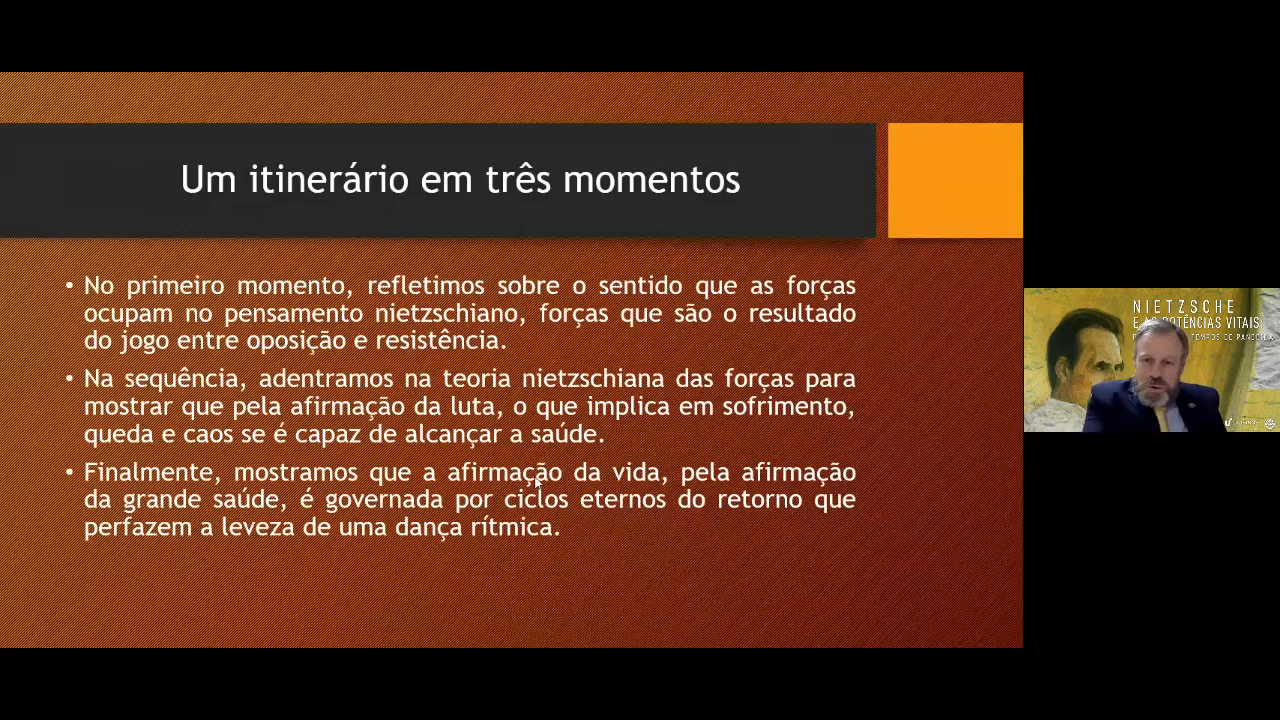 Um itinerário em três momentos
• No primeiro momento, refletimos sobre o sentido que as forças
ocupam no pensamento nietzschiano, forças que são o resultado
do jogo entre oposição e resistência.
• Na sequência, adentramos na teoria nietzschiana das forças para
mostrar que pela afirmação da luta, o que implica em sofrimento,
queda e caos se é capaz de alcançar a saúde.
• Finalmente, mostramos que a afirmação da vida, pela afirmação
da grande saúde, é governada por ciclos eternos do retorno que
perfazem a leveza de uma dança rítmica.
NIETZSCHE
E AS POTÊNCIAS VITAIS
TEMPOS DE PANDEMIA